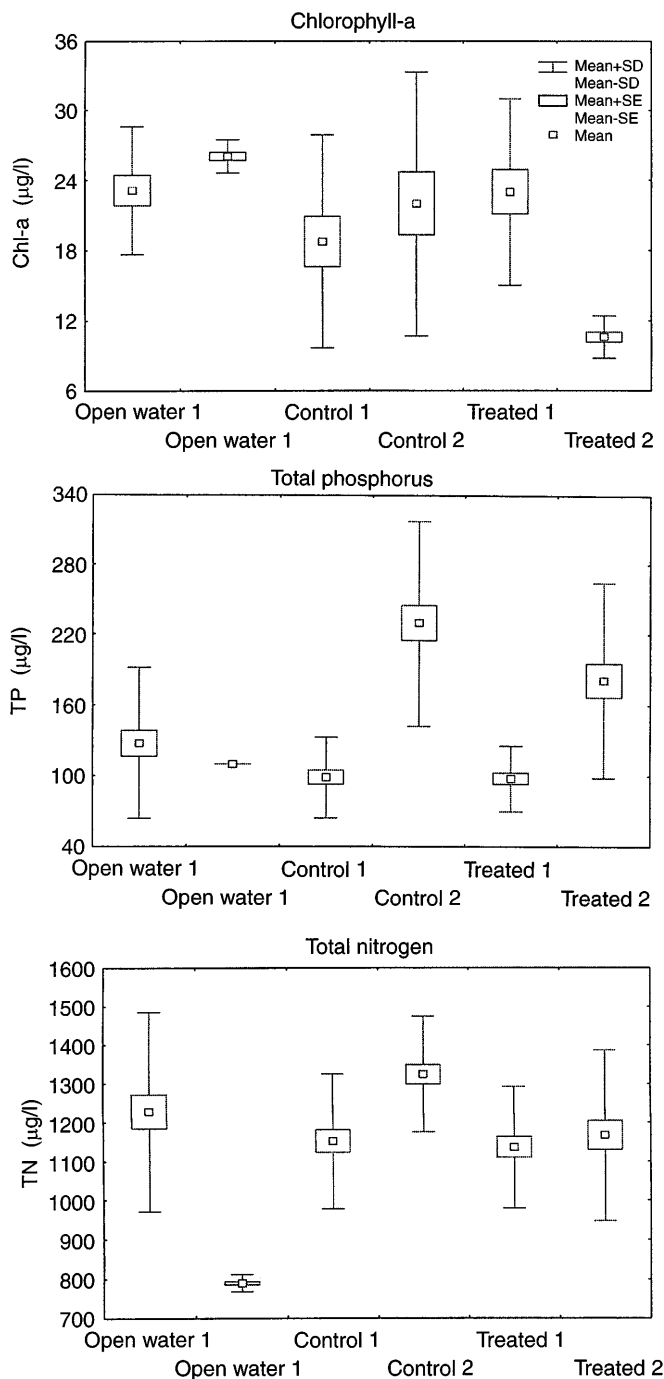 Chlorophyll-a
36
30
24
18
12
6
Chl-a (µg/l)
Mean+SD
Mean-SD
Mean+SE
Mean-SE
Mean
Open water 1
Open water 1
Control 1
Control 2
Treated 1
Treated 2
Total phosphorus
340
280
220
160
100
40
TP (µg/l)
Open water 1
Open water 1
Control 1
Control 2
Treated 1
Treated 2
Total nitrogen
1600
1500
1400
1300
1200
1100
1000
900
800
700
TN (µg/l)
Open water 1
Open water 1
Control 1
Control 2
Treated 1
Treated 2